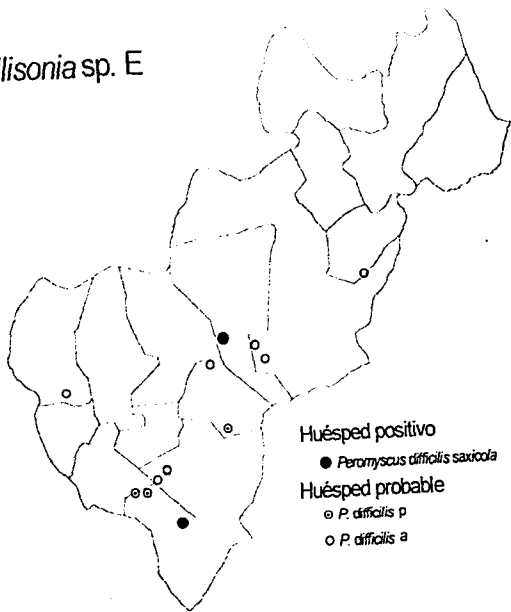 lisonia sp. E
Huésped positivo
Peromyscus difficilis saxicola
Huésped probable
P. difficilis p
P. difficilis a